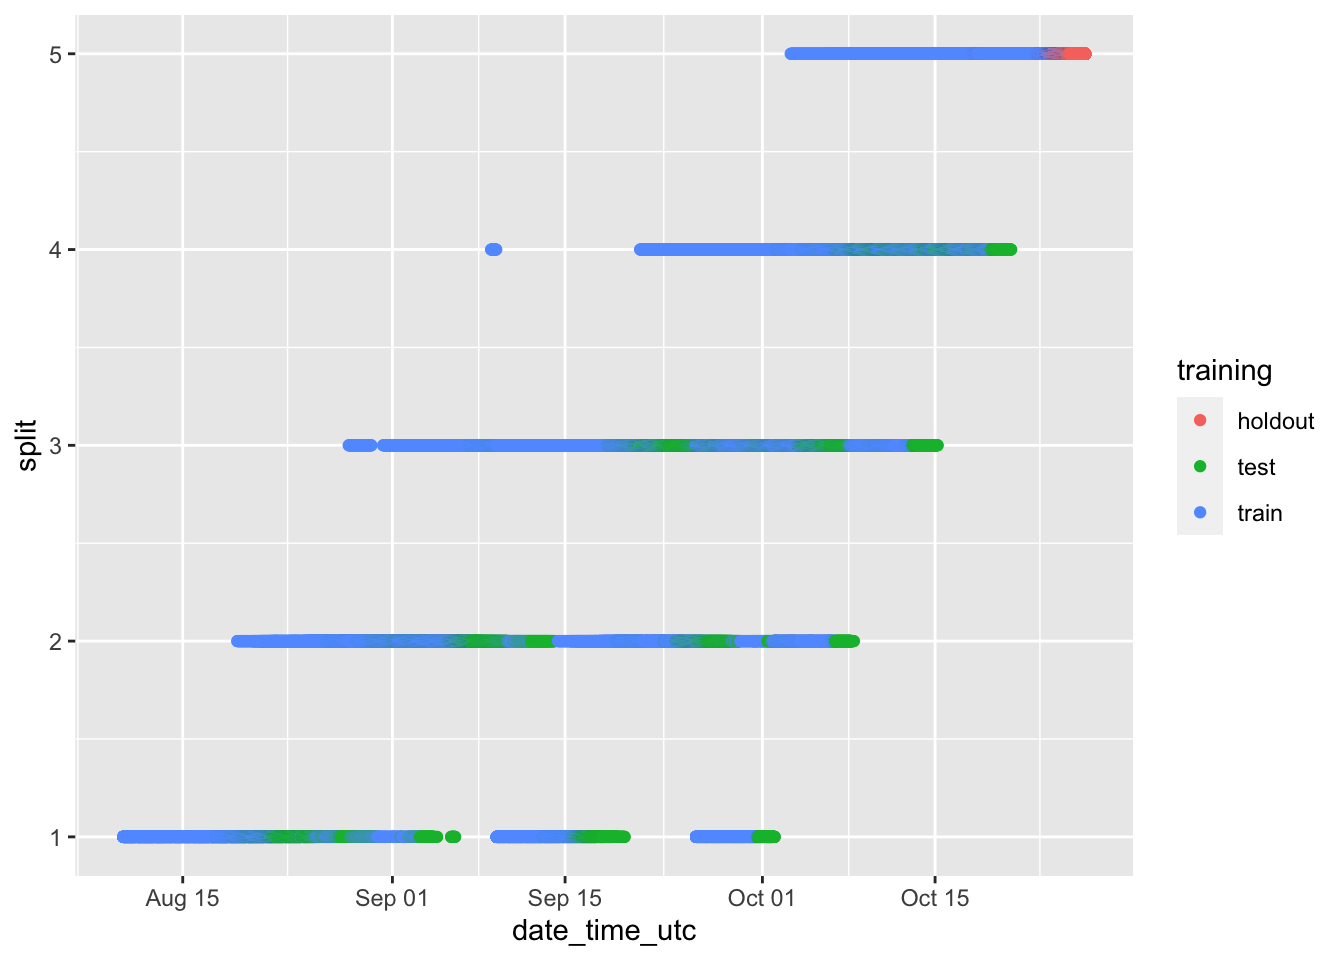 5
4
3
2
1
split
Aug 15
Sep 01
Sep 15
Oct 01
Oct 15
date_time_utc
training
holdout
test
train